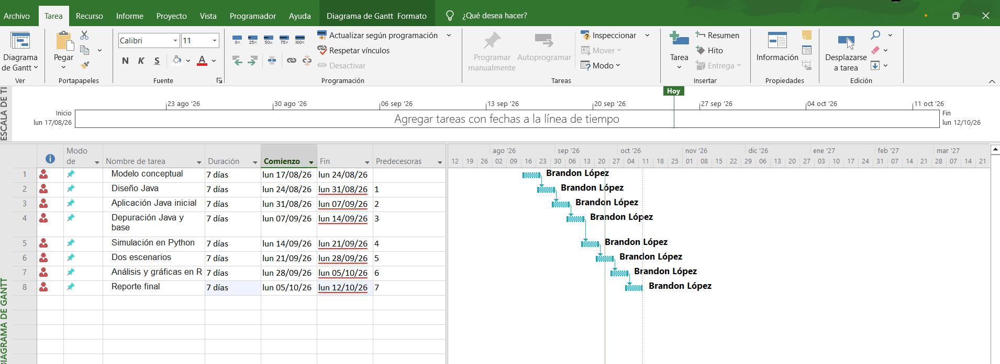 Archivo Tarea Recurso Informe Proyecto Vista Programador Ayuda Diagrama de Gantt Formato ¿Qué desea hacer?
Diagrama
de Gantt
Ver
Pegar
Portapapeles
Calibri 11
N K S A
Fuente
0% 25% 50% 75% 100%
Actualizar según programación
Respetar vínculos
Desactivar
Programación
Programar
manualmente
Autoprogramar
Inspeccionar
Mover
Modo
Tareas
Tarea
Resumen
Hito
Entrega
Insertar
Información
Propiedades
Desplazarse
a tarea
Edición
ESCALA DE TI
Hoy
23 ago '26 30 ago '26 06 sep '26 13 sep '26 20 sep '26 27 sep '26 04 oct '26 11 oct '26
Inicio
lun 17/08/26
Agregar tareas con fechas a la línea de tiempo
Fin
lun 12/10/26
DIAGRAMA DE GANTT
Modo
de Nombre de tarea Duración Comienzo Fin Predecesoras
ago '26 sep '26 oct '26 nov '26 dic '26 ene '27 feb '27 mar '27
12 19 26 02 09 16 23 30 06 13 20 27 04 11 18 25 01 08 15 22 29 06 13 20 27 03 10 17 24 31 07 14 21 28 07 14 21
1 Modelo conceptual 7 días lun 17/08/26 lun 24/08/26 Brandon López
2 Diseño Java 7 días lun 24/08/26 lun 31/08/26 1 Brandon López
3 Aplicación Java inicial 7 días lun 31/08/26 lun 07/09/26 2 Brandon López
4 Depuración Java y 7 días lun 07/09/26 lun 14/09/26 3 Brandon López
base
5 Simulación en Python 7 días lun 14/09/26 lun 21/09/26 4 Brandon López
6 Dos escenarios 7 días lun 21/09/26 lun 28/09/26 5 Brandon López
7 Análisis y gráficas en R 7 días lun 28/09/26 lun 05/10/26 6 Brandon López
8 Reporte final 7 días lun 05/10/26 lun 12/10/26 7 Brandon López